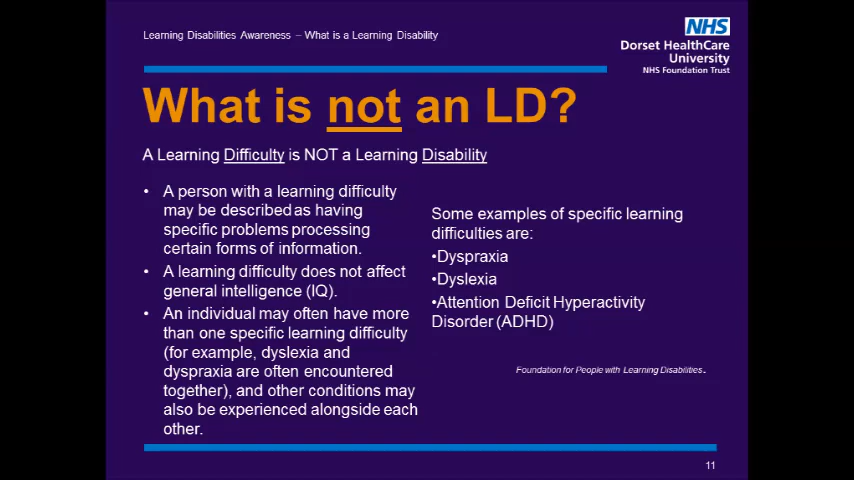 Learning Disabilities Awareness – What is a Learning Disability
NHS
Dorset HealthCare
University
NHS Foundation Trust
What is not an LD?
A Learning Difficulty is NOT a Learning Disability
• A person with a learning difficulty
may be described as having
specific problems processing
certain forms of information.
• A learning difficulty does not affect
general intelligence (IQ).
• An individual may often have more
than one specific learning difficulty
(for example, dyslexia and
dyspraxia are often encountered
together), and other conditions may
also be experienced alongside each
other.
Some examples of specific learning
difficulties are:
•Dyspraxia
•Dyslexia
•Attention Deficit Hyperactivity
Disorder (ADHD)
Foundation for People with Learning Disabilities.
11